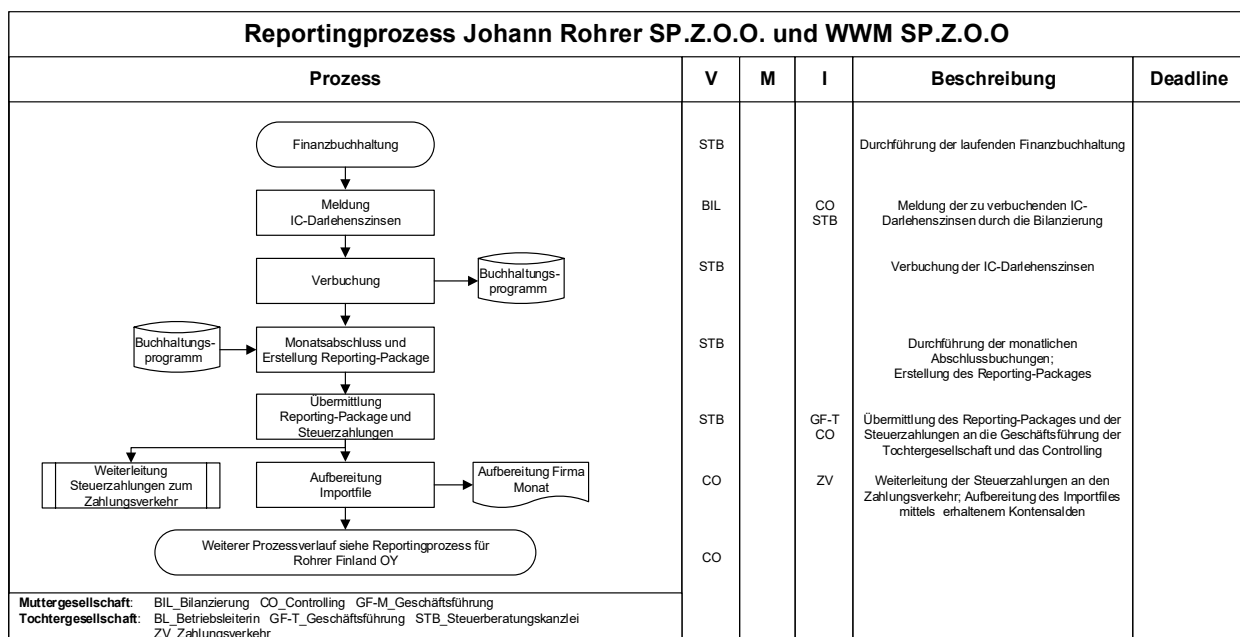 Reportingprozess Johann Rohrer SP.Z.O.O. und WWM SP.Z.O.O
Prozess V M I Beschreibung Deadline
Finanzbuchhaltung
STB
Durchführung der laufenden Finanzbuchhaltung
Meldung
IC-Darlehenszinsen
BIL
CO
STB
Meldung der zu verbuchenden IC-
Darlehenszinsen durch die Bilanzierung
Verbuchung
Buchhaltungs-
programm
STB
Verbuchung der IC-Darlehenszinsen
Buchhaltungs-
programm
Monatsabschluss und
Erstellung Reporting-Package
STB
Durchführung der monatlichen
Abschlussbuchungen;
Erstellung des Reporting-Packages
Übermittlung
Reporting-Package und
Steuerzahlungen
STB
GF-T
CO
Übermittlung des Reporting-Packages und der
Steuerzahlungen an die Geschäftsführung der
Tochtergesellschaft und das Controlling
Weiterleitung
Steuerzahlungen zum
Zahlungsverkehr
Aufbereitung
Importfile
Aufbereitung Firma
Monat
CO
ZV
Weiterleitung der Steuerzahlungen an den
Zahlungsverkehr; Aufbereitung des Importfiles
mittels erhaltenem Kontensalden
Weiterer Prozessverlauf siehe Reportingprozess für
Rohrer Finland OY
CO
Muttergesellschaft: BIL_Bilanzierung CO_Controlling GF-M_Geschäftsführung
Tochtergesellschaft: BL_Betriebsleiterin GF-T_Geschäftsführung STB_Steuerberatungskanzlei
ZV_Zahlungsverkehr